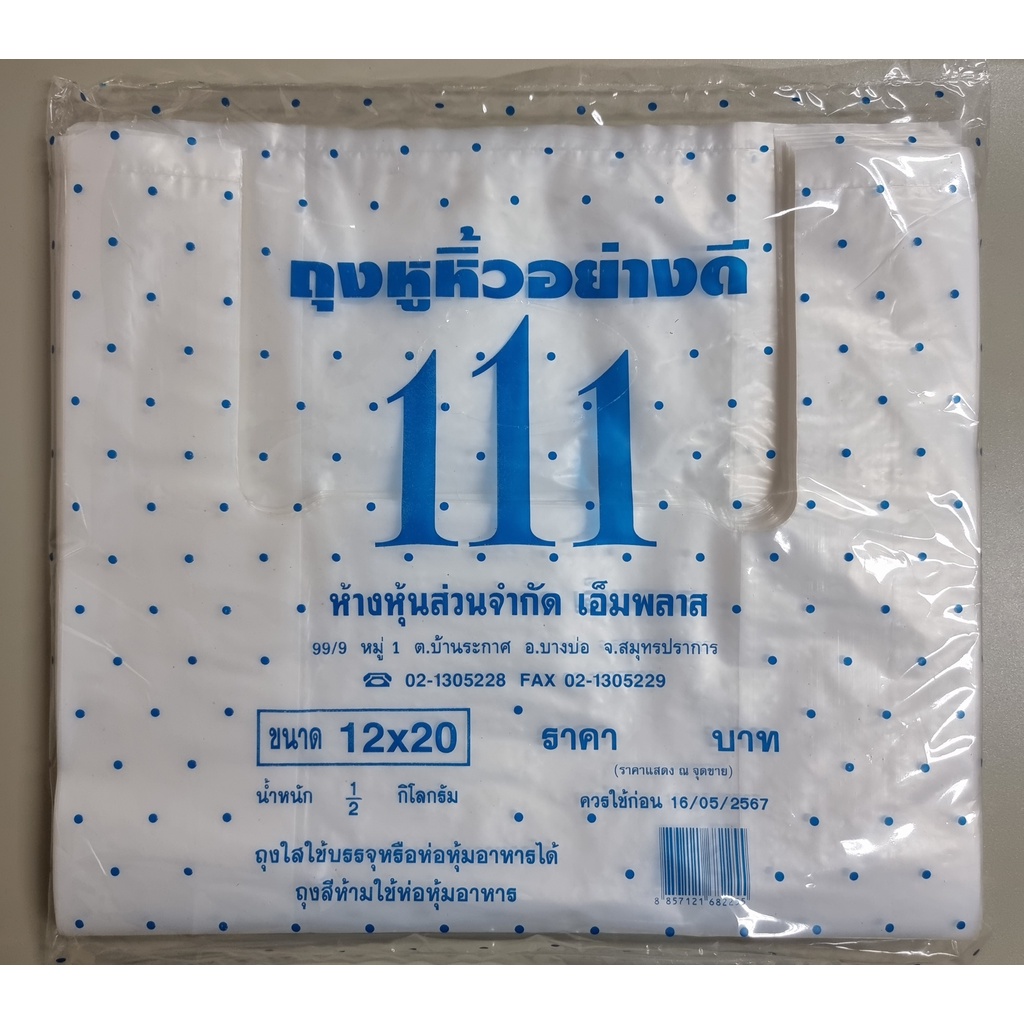 ถุงหูหิ้วอย่างดี
111
ห้างหุ้นส่วนจำกัด เอ็มพลาส
99/9 หมู่ 1 ต.บ้านระกาศ อ.บางบ่อ จ.สมุทรปราการ
☎ 02-1305228 FAX 02-1305229
ขนาด 12x20 ราคา บาท
(ราคาแสดง ณ จุดขาย)
น้ำหนัก 1/2 กิโลกรัม ควรใช้ก่อน 16/05/2567
ถุงใสใช้บรรจุหรือห่อหุ้มอาหารได้
ถุงสีห้ามใช้ห่อหุ้มอาหาร